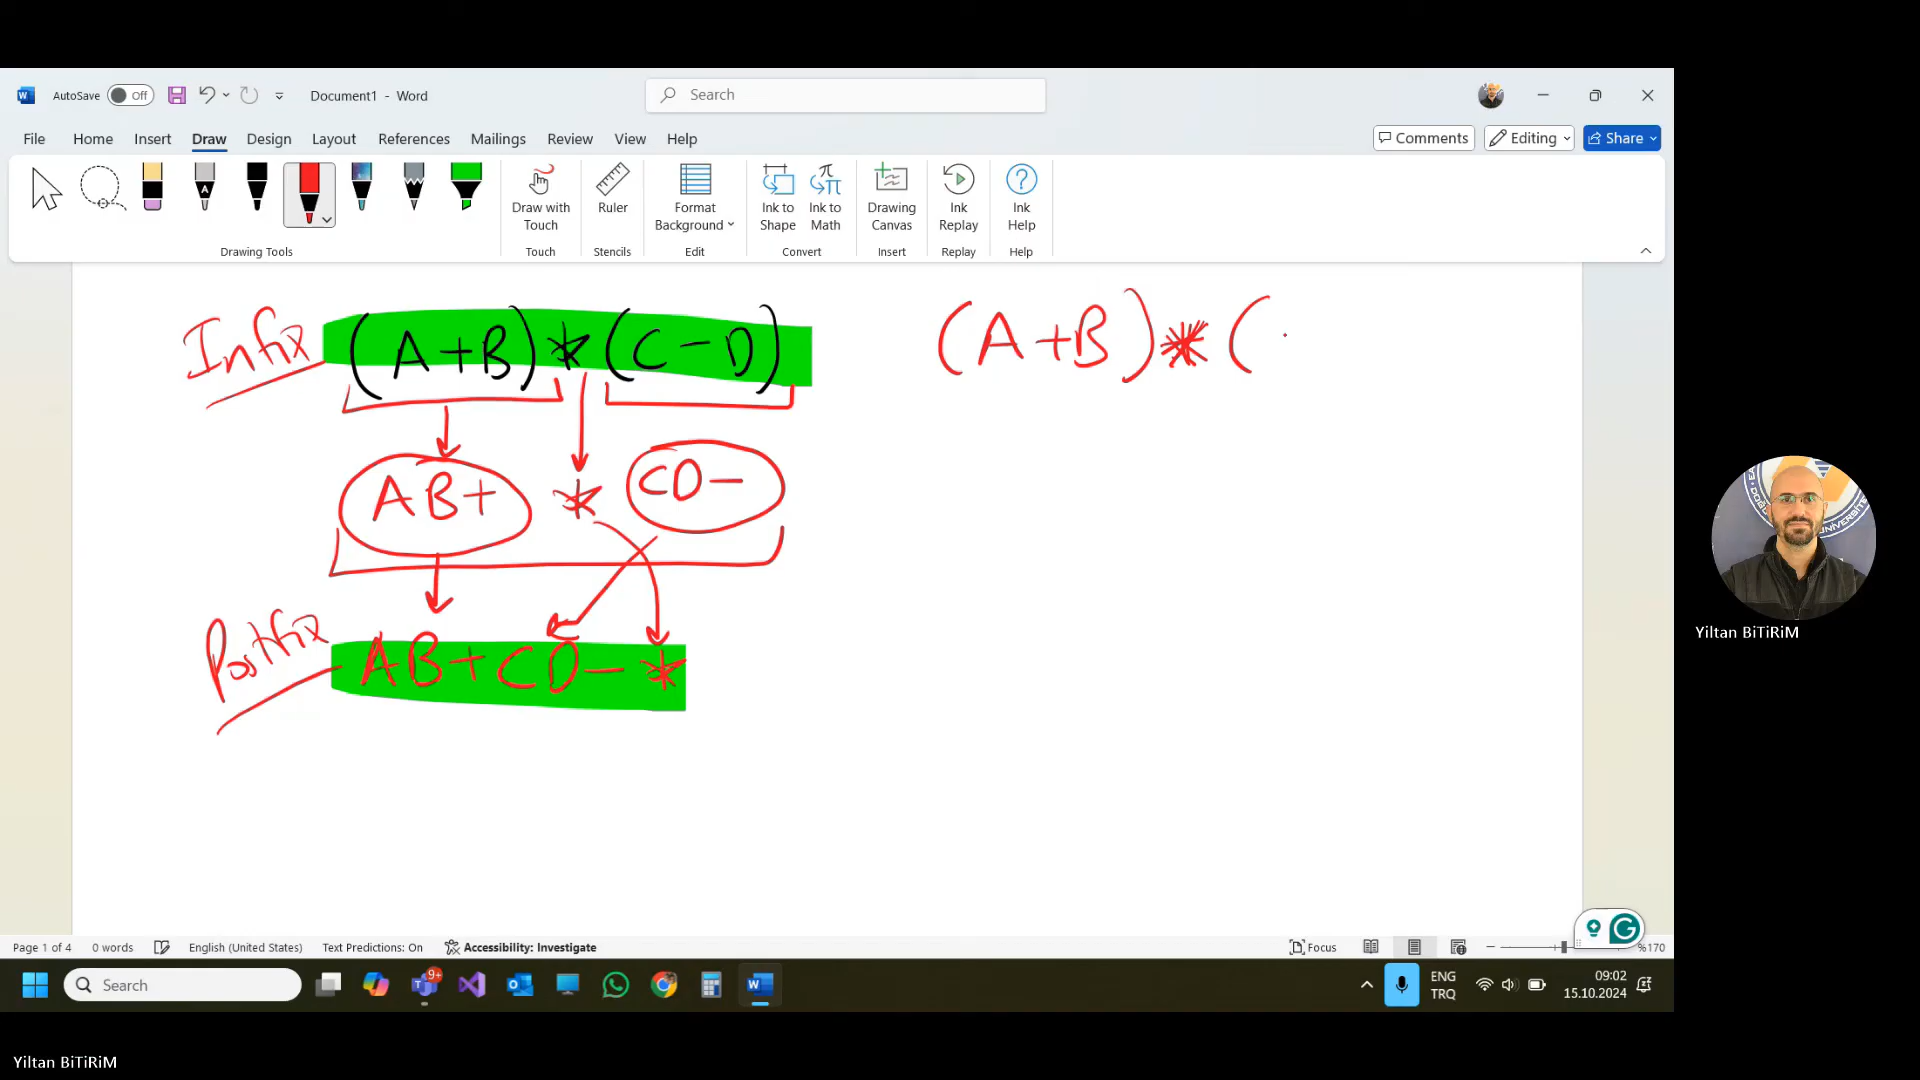 AutoSave Off Document1 - Word Search
File Home Insert Draw Design Layout References Mailings Review View Help Comments Editing Share
A
Draw with Touch Ruler Format Background Ink to Shape Ink to Math Drawing Canvas Ink Replay Ink Help
Drawing Tools Touch Stencils Edit Convert Insert Replay Help
Infix (A+B)*(C-D) (A+B)*(
AB+ * CD-
Postfix AB+CD-*
Yiltan BiTiRiM
Page 1 of 4 0 words English (United States) Text Predictions: On Accessibility: Investigate Focus %170
Search 9+ ENG TRQ 09:02 15.10.2024
Yiltan BiTiRiM